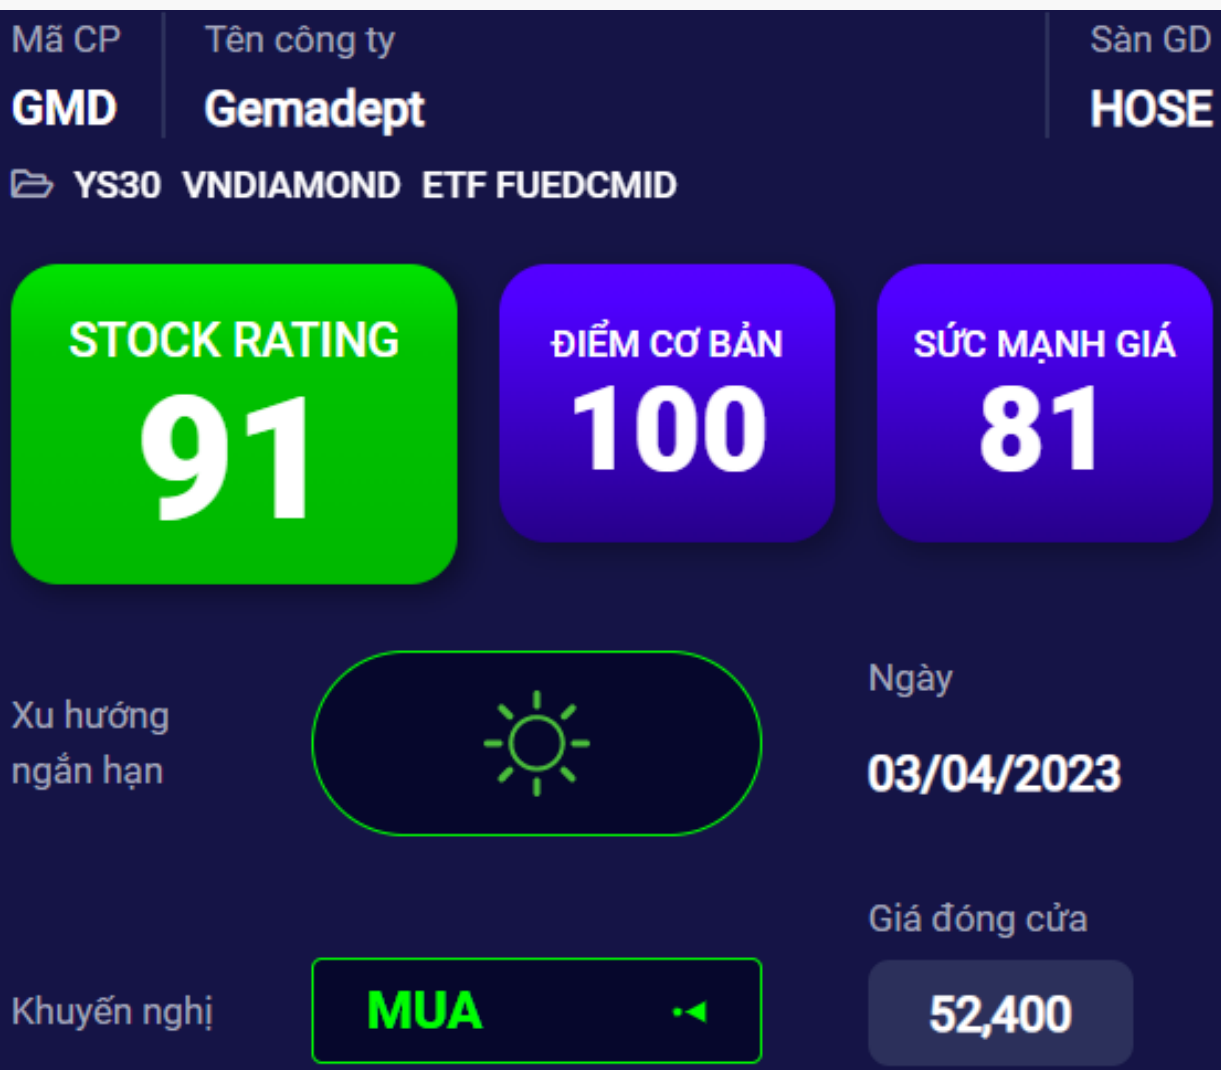 Mã CP
Tên công ty
Sàn GD
GMD
Gemadept
HOSE
YS30 VNDIAMOND ETF FUEDCMID
STOCK RATING
91
ĐIỂM CƠ BẢN
100
SỨC MẠNH GIÁ
81
Xu hướng
ngắn hạn
Ngày
03/04/2023
Khuyến nghị
MUA
Giá đóng cửa
52,400